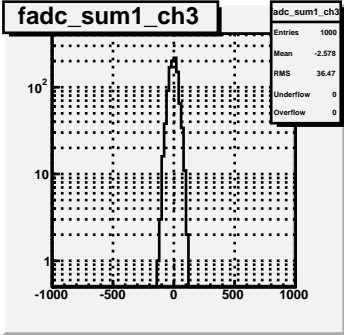 fadc_sum1_ch3
fadc_sum1_ch3
Entries 1000
Mean -2.578
RMS 36.47
Underflow 0
Overflow 0
10²
10
1
-1000 -500 0 500 1000